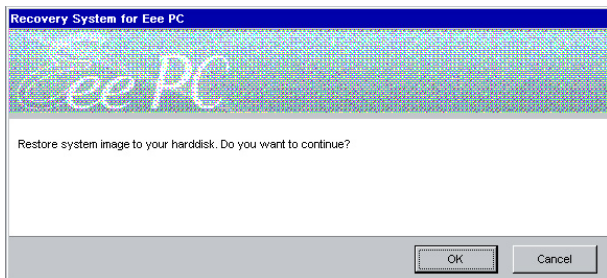 Recovery System for Eee PC
Eee PC
Restore system image to your harddisk. Do you want to continue?
OK
Cancel